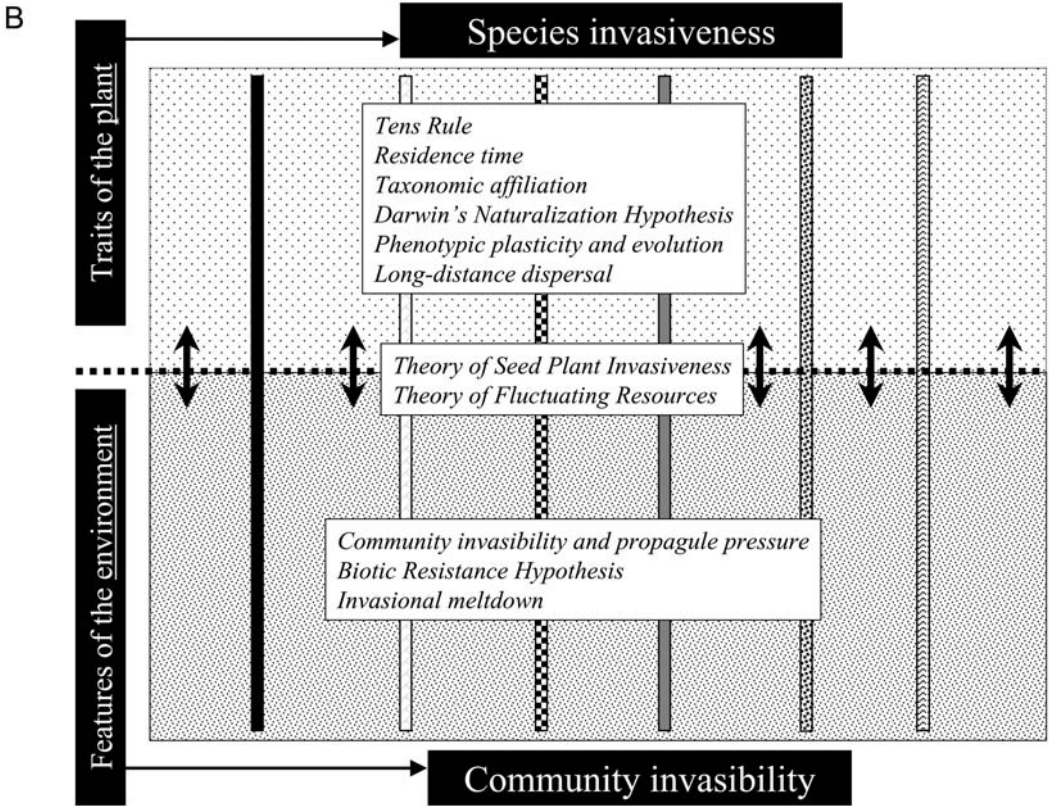 B
Species invasiveness
Traits of the plant
Tens Rule
Residence time
Taxonomic affiliation
Darwin's Naturalization Hypothesis
Phenotypic plasticity and evolution
Long-distance dispersal
Theory of Seed Plant Invasiveness
Theory of Fluctuating Resources
Features of the environment
Community invasibility and propagule pressure
Biotic Resistance Hypothesis
Invasional meltdown
Community invasibility